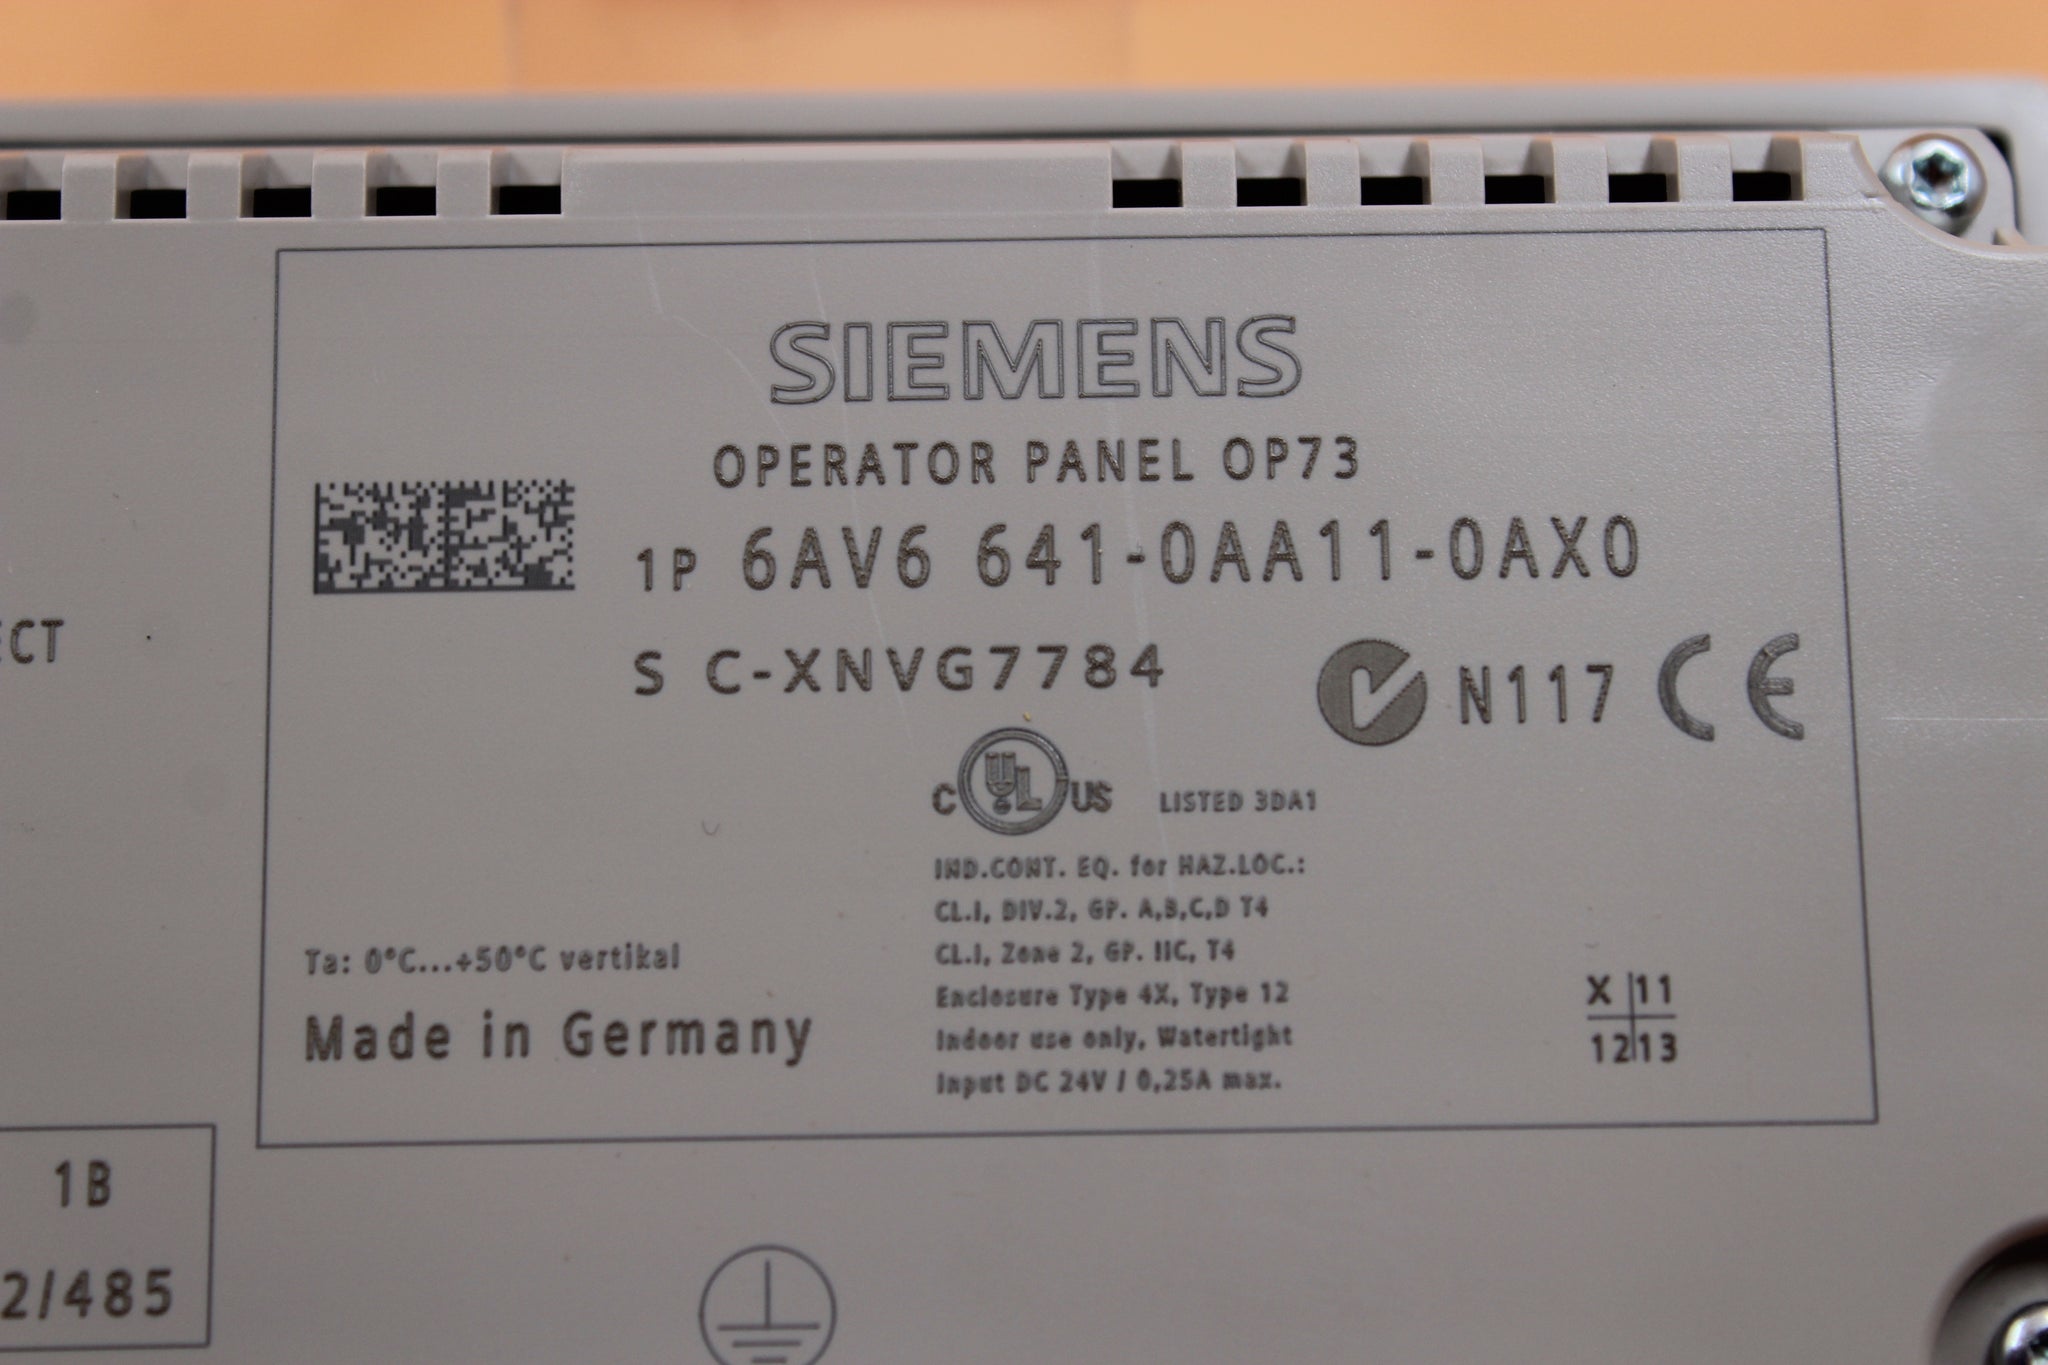 SIEMENS
OPERATOR PANEL OP73
1P 6AV6 641-0AA11-0AX0
S C-XNVG7784
N117 CE
C UL US LISTED 3DA1
IND.CONT. EQ. for HAZ.LOC.:
CL.I, DIV.2, GP. A,B,C,D T4
CL.I, Zone 2, GP. IIC, T4
Enclosure Type 4X, Type 12
Indoor use only, Watertight
Input DC 24V / 0,25A max.
Ta: 0°C...+50°C vertikal
Made in Germany
X 11
12 13
ECT
1B
2/485